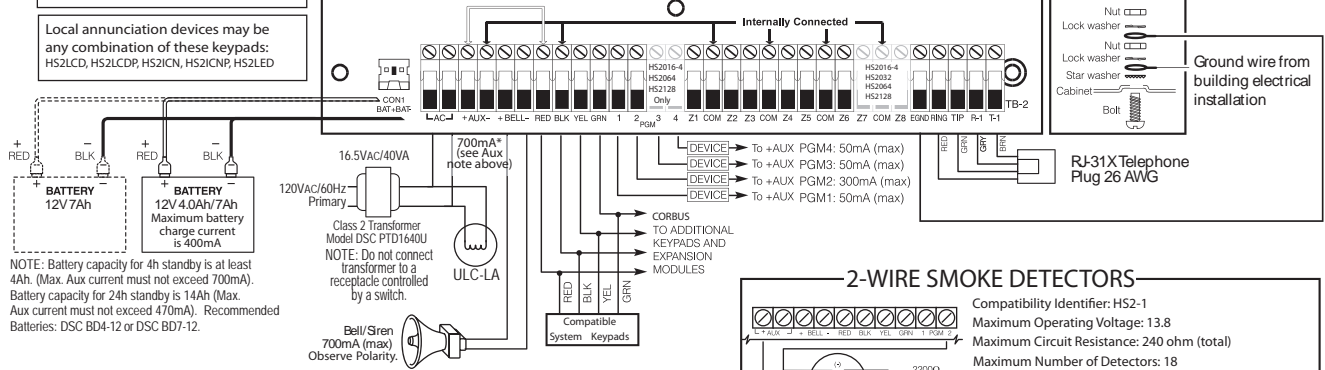 Local annunciation devices may be
any combination of these keypads:
HS2LCD, HS2LCDP, HS2ICN, HS2ICNP, HS2LED
Internally Connected
HS2016-4
HS2064
HS2128
Only
HS2016-4
HS2032
HS2064
HS2128
TB-2
CON1
BAT+BAT-
AC +AUX- +BELL- RED BLK YEL GRN 1 2 PGM 3 4 Z1 COM Z2 Z3 COM Z4 Z5 COM Z6 Z7 COM Z8 EGND RING TIP R-1 T-1
Nut
Lock washer
Nut
Lock washer
Star washer
Cabinet
Bolt
Ground wire from
building electrical
installation
+ RED
– BLK
+ RED
– BLK
+ –
BATTERY
12V 7Ah
+ –
BATTERY
12V 4.0Ah/7Ah
Maximum battery
charge current
is 400mA
NOTE: Battery capacity for 4h standby is at least
4Ah. (Max. Aux current must not exceed 700mA).
Battery capacity for 24h standby is 14Ah (Max.
Aux current must not exceed 470mA). Recommended
Batteries: DSC BD4-12 or DSC BD7-12.
16.5VAC/40VA
120VAC/60Hz
Primary
Class 2 Transformer
Model DSC PTD1640U
NOTE: Do not connect
transformer to a
receptacle controlled
by a switch.
700mA*
(see Aux
note above)
ULC-LA
Bell/Siren
700mA (max)
Observe Polarity.
DEVICE To +AUX PGM4: 50mA (max)
DEVICE To +AUX PGM3: 50mA (max)
DEVICE To +AUX PGM2: 300mA (max)
DEVICE To +AUX PGM1: 50mA (max)
CORBUS
TO ADDITIONAL
KEYPADS AND
EXPANSION
MODULES
RED BLK YEL GRN
Compatible
System Keypads
RED GRN GRY BRN
RJ-31X Telephone
Plug 26 AWG
2-WIRE SMOKE DETECTORS
+ AUX - + BELL - RED BLK YEL GRN 1 PGM 2
(-)
2200Ω
Compatibility Identifier: HS2-1
Maximum Operating Voltage: 13.8
Maximum Circuit Resistance: 240 ohm (total)
Maximum Number of Detectors: 18